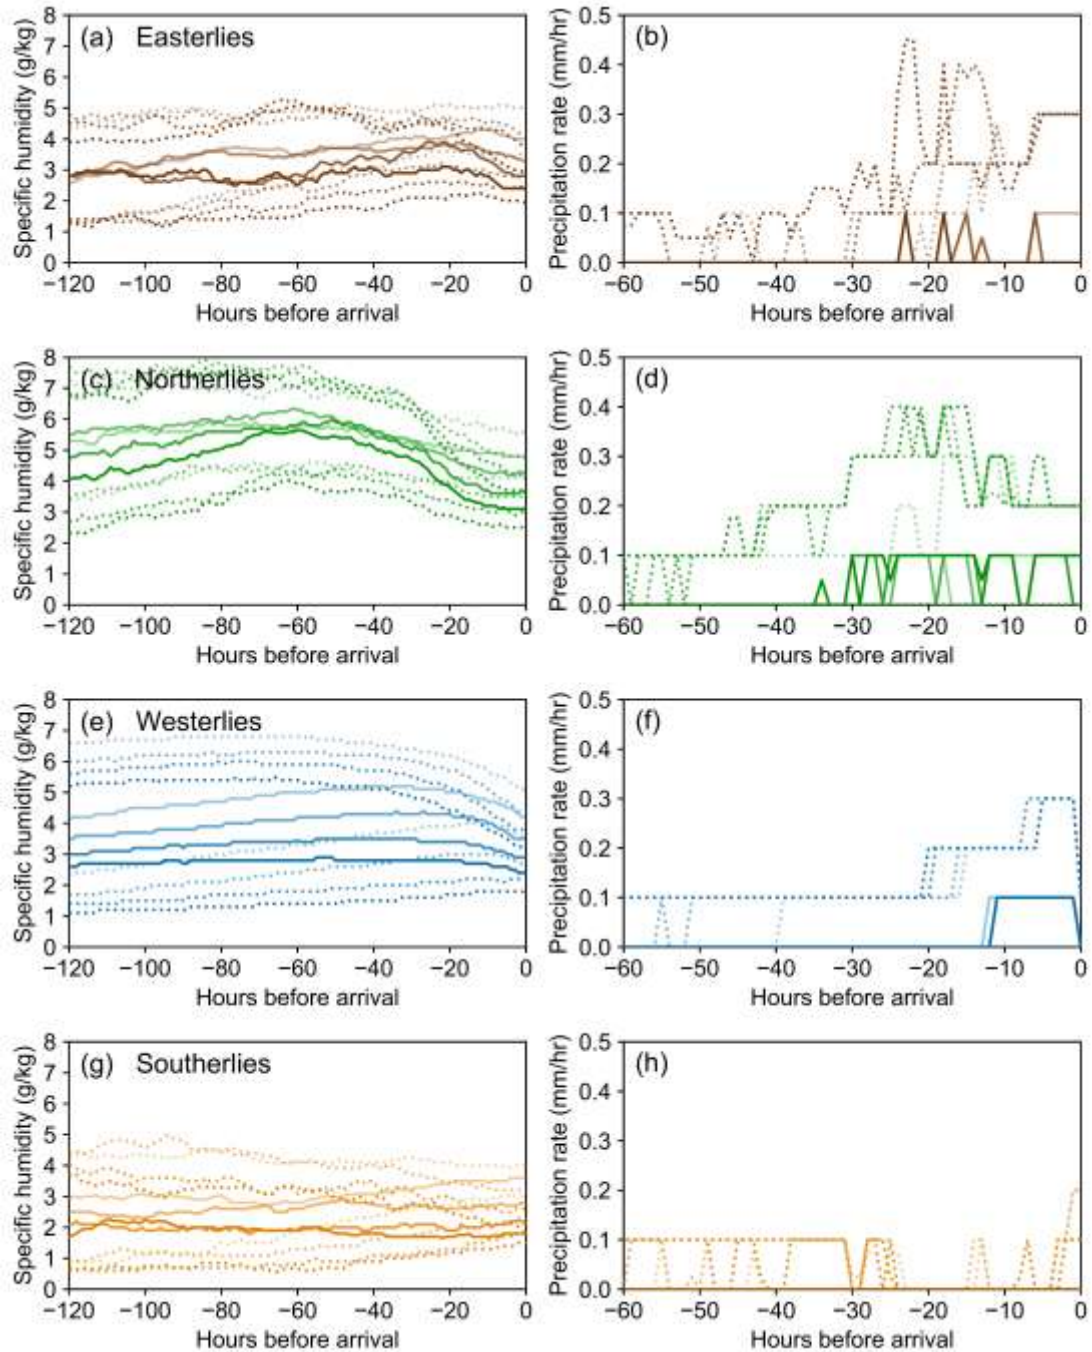 (a) Easterlies
Specific humidity (g/kg)
8
7
6
5
4
3
2
1
0
−120 −100 −80 −60 −40 −20 0
Hours before arrival
(b)
Precipitation rate (mm/hr)
0.5
0.4
0.3
0.2
0.1
0.0
−60 −50 −40 −30 −20 −10 0
Hours before arrival
(c) Northerlies
Specific humidity (g/kg)
8
7
6
5
4
3
2
1
0
−120 −100 −80 −60 −40 −20 0
Hours before arrival
(d)
Precipitation rate (mm/hr)
0.5
0.4
0.3
0.2
0.1
0.0
−60 −50 −40 −30 −20 −10 0
Hours before arrival
(e) Westerlies
Specific humidity (g/kg)
8
7
6
5
4
3
2
1
0
−120 −100 −80 −60 −40 −20 0
Hours before arrival
(f)
Precipitation rate (mm/hr)
0.5
0.4
0.3
0.2
0.1
0.0
−60 −50 −40 −30 −20 −10 0
Hours before arrival
(g) Southerlies
Specific humidity (g/kg)
8
7
6
5
4
3
2
1
0
−120 −100 −80 −60 −40 −20 0
Hours before arrival
(h)
Precipitation rate (mm/hr)
0.5
0.4
0.3
0.2
0.1
0.0
−60 −50 −40 −30 −20 −10 0
Hours before arrival